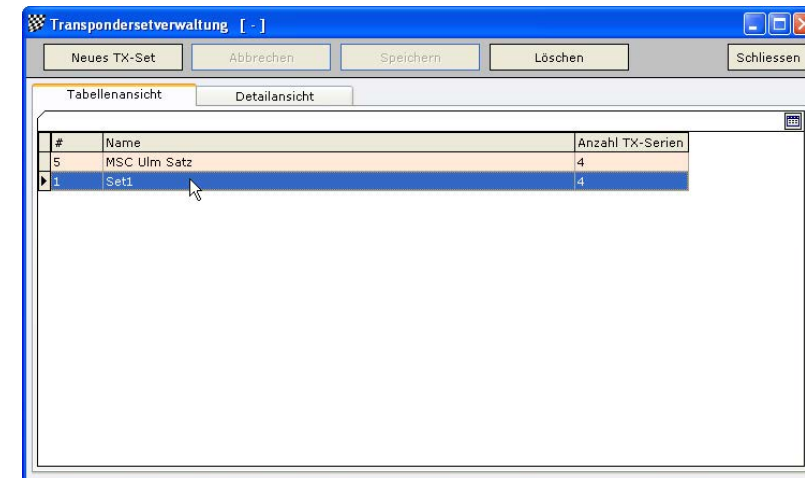 Transpondersetverwaltung [ - ]
Neues TX-Set Abbrechen Speichern Löschen Schliessen
Tabellenansicht Detailansicht
# Name Anzahl TX-Serien
5 MSC Ulm Satz 4
1 Set1 4